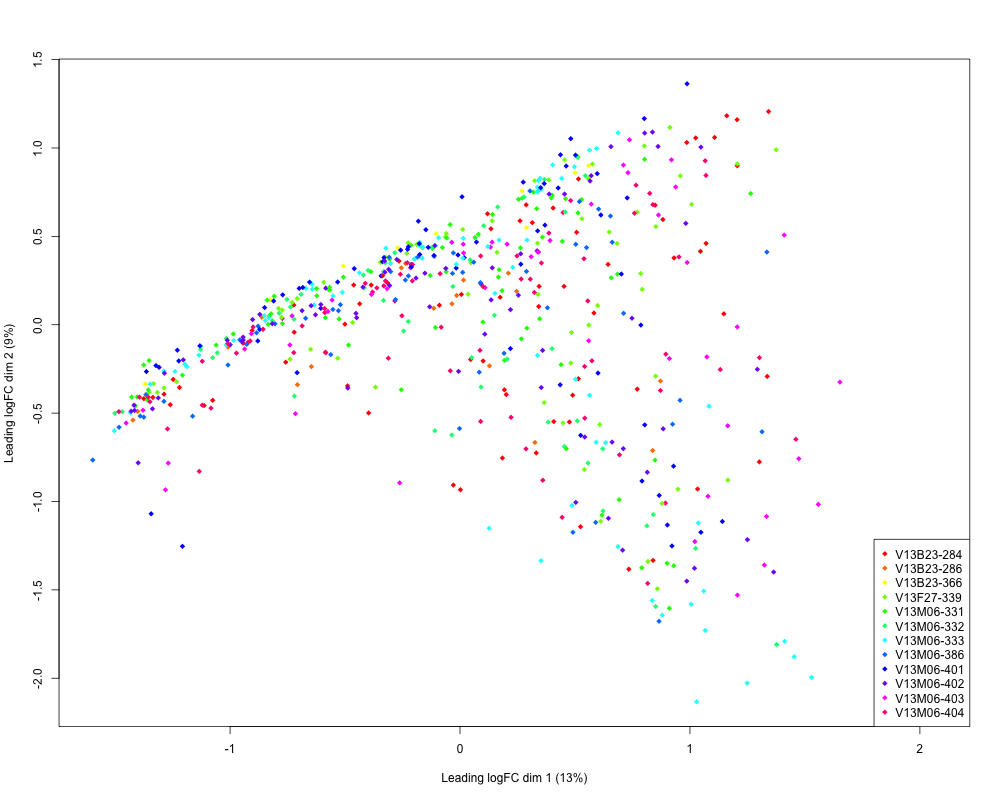 1.5
1.0
0.5
0.0
-0.5
-1.0
-1.5
-2.0
Leading logFC dim 2 (9%)
-1 0 1 2
Leading logFC dim 1 (13%)
V13B23-284
V13B23-286
V13B23-366
V13F27-339
V13M06-331
V13M06-332
V13M06-333
V13M06-386
V13M06-401
V13M06-402
V13M06-403
V13M06-404